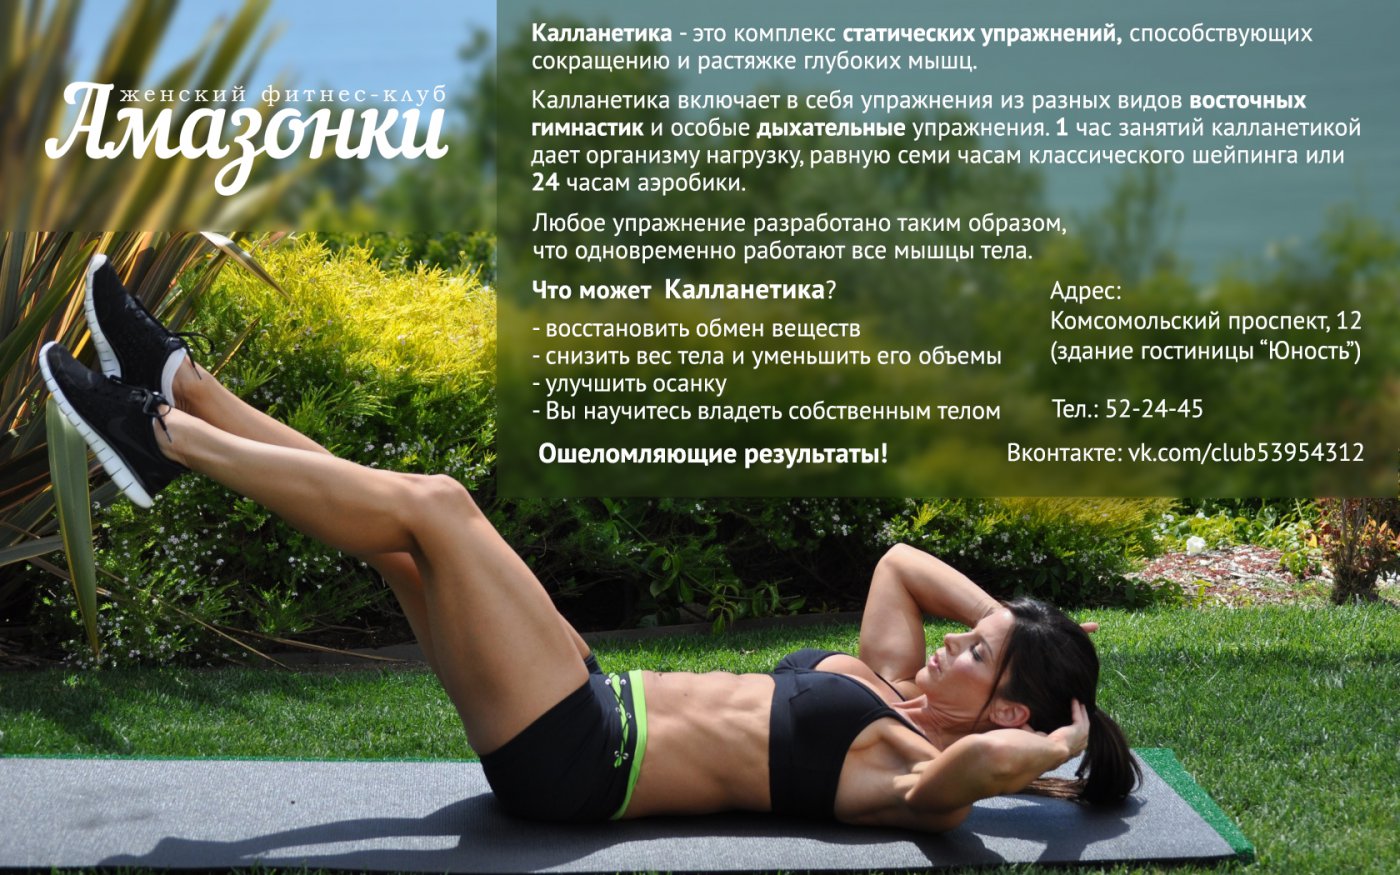 женский фитнес-клуб
Амазонки
Калланетика - это комплекс статических упражнений, способствующих
сокращению и растяжке глубоких мышц.
Калланетика включает в себя упражнения из разных видов восточных
гимнастик и особые дыхательные упражнения. 1 час занятий калланетикой
дает организму нагрузку, равную семи часам классического шейпинга или
24 часам аэробики.
Любое упражнение разработано таким образом,
что одновременно работают все мышцы тела.
Что может Калланетика?
- восстановить обмен веществ
- снизить вес тела и уменьшить его объемы
- улучшить осанку
- Вы научитесь владеть собственным телом
Ошеломляющие результаты!
Адрес:
Комсомольский проспект, 12
(здание гостиницы “Юность”)
Тел.: 52-24-45
Вконтакте: vk.com/club53954312